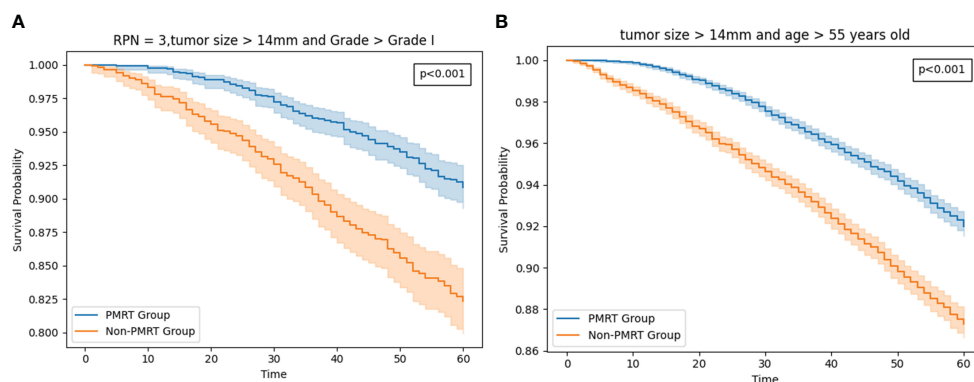 A
RPN = 3,tumor size > 14mm and Grade > Grade I
1.000
0.975
0.950
0.925
0.900
0.875
0.850
0.825
0.800
Survival Probability
p<0.001
PMRT Group
Non-PMRT Group
0 10 20 30 40 50 60
Time
B
tumor size > 14mm and age > 55 years old
1.00
0.98
0.96
0.94
0.92
0.90
0.88
0.86
Survival Probability
p<0.001
PMRT Group
Non-PMRT Group
0 10 20 30 40 50 60
Time